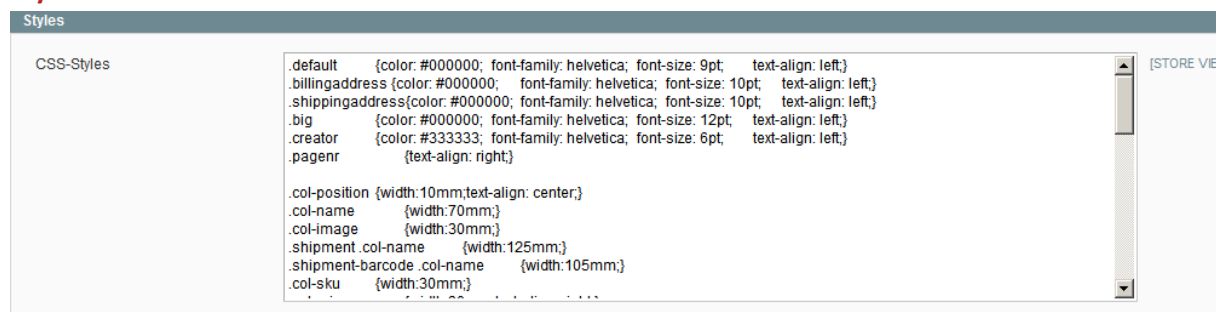 Styles
CSS-Styles
.default {color: #000000; font-family: helvetica; font-size: 9pt; text-align: left;}
.billingaddress {color: #000000; font-family: helvetica; font-size: 10pt; text-align: left;}
.shippingaddress{color: #000000; font-family: helvetica; font-size: 10pt; text-align: left;}
.big {color: #000000; font-family: helvetica; font-size: 12pt; text-align: left;}
.creator {color: #333333; font-family: helvetica; font-size: 6pt; text-align: left;}
.pagenr {text-align: right;}
.col-position {width:10mm;text-align: center;}
.col-name {width:70mm;}
.col-image {width:30mm;}
.shipment .col-name {width:125mm;}
.shipment-barcode .col-name {width:105mm;}
.col-sku {width:30mm;}
[STORE VIE